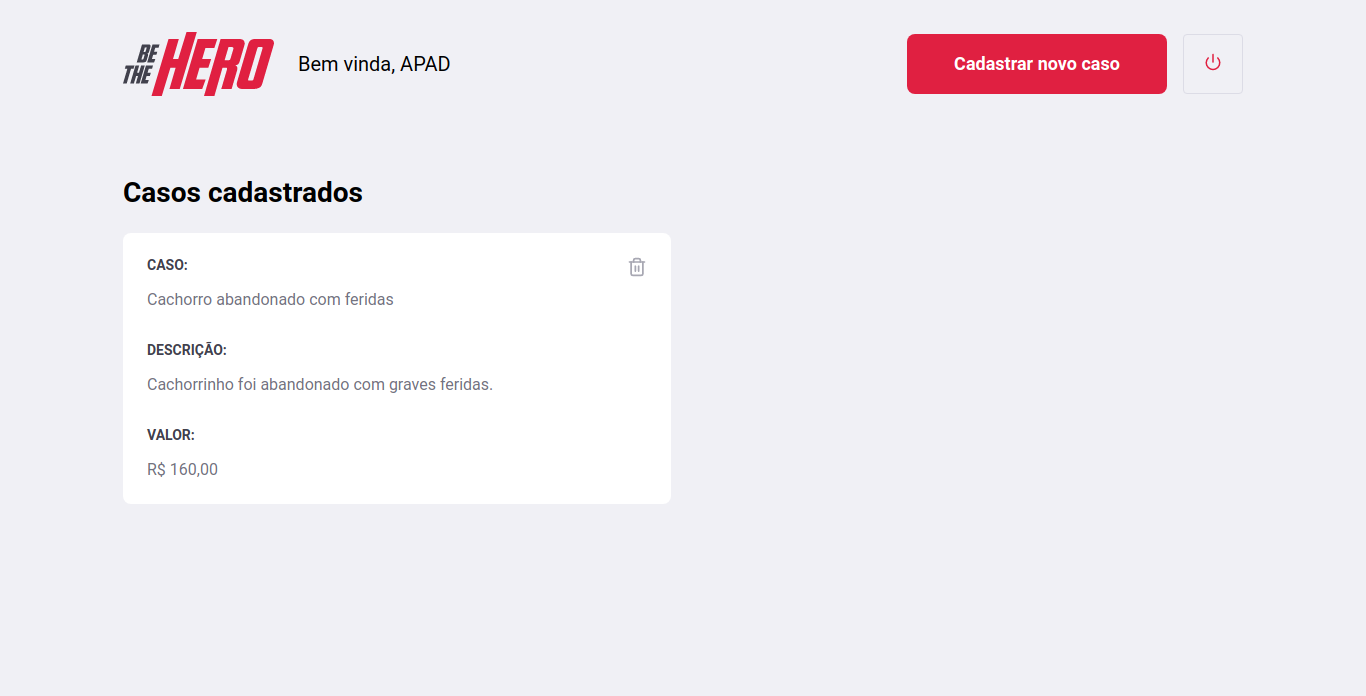 BE
THE HERO
Bem vinda, APAD
Cadastrar novo caso
Casos cadastrados
CASO:
Cachorro abandonado com feridas
DESCRIÇÃO:
Cachorrinho foi abandonado com graves feridas.
VALOR:
R$ 160,00